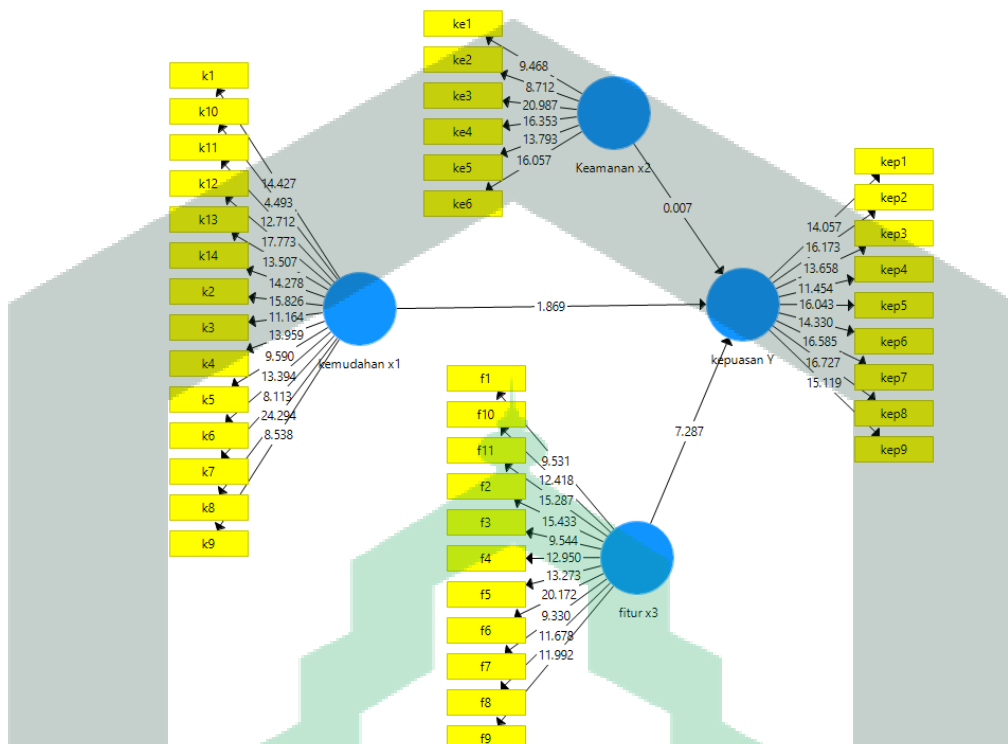 ke1
ke2
ke3
ke4
ke5
ke6
9.468
8.712
20.987
16.353
13.793
16.057
Keamanan x2
0.007
k1
k10
k11
k12
k13
k14
k2
k3
k4
k5
k6
k7
k8
k9
14.427
4.493
12.712
17.773
13.507
14.278
15.826
11.164
13.959
9.590
13.394
8.113
24.294
8.538
kemudahan x1
1.869
kepuasan Y
14.057
16.173
13.658
11.454
16.043
14.330
16.585
16.727
15.119
kep1
kep2
kep3
kep4
kep5
kep6
kep7
kep8
kep9
7.287
f1
f10
f11
f2
f3
f4
f5
f6
f7
f8
f9
9.531
12.418
15.287
15.433
9.544
12.950
13.273
20.172
9.330
11.678
11.992
fitur x3